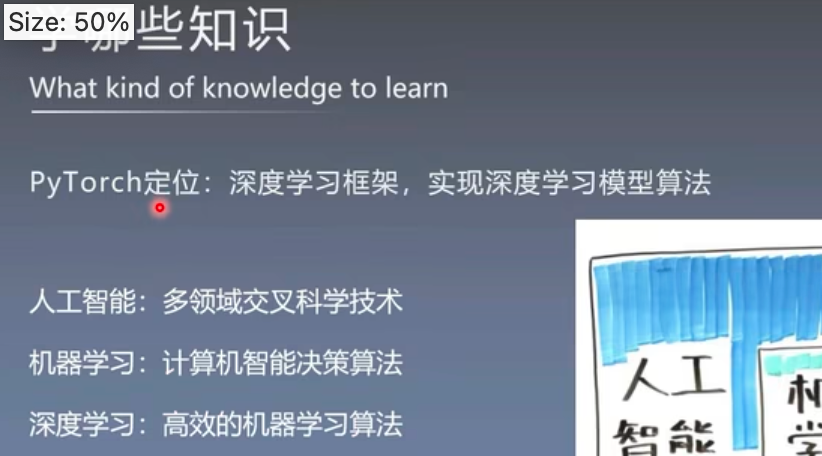 Size: 50%
学哪些知识
What kind of knowledge to learn
PyTorch定位：深度学习框架，实现深度学习模型算法
人工智能：多领域交叉科学技术
机器学习：计算机智能决策算法
深度学习：高效的机器学习算法
人工
智能
机
学